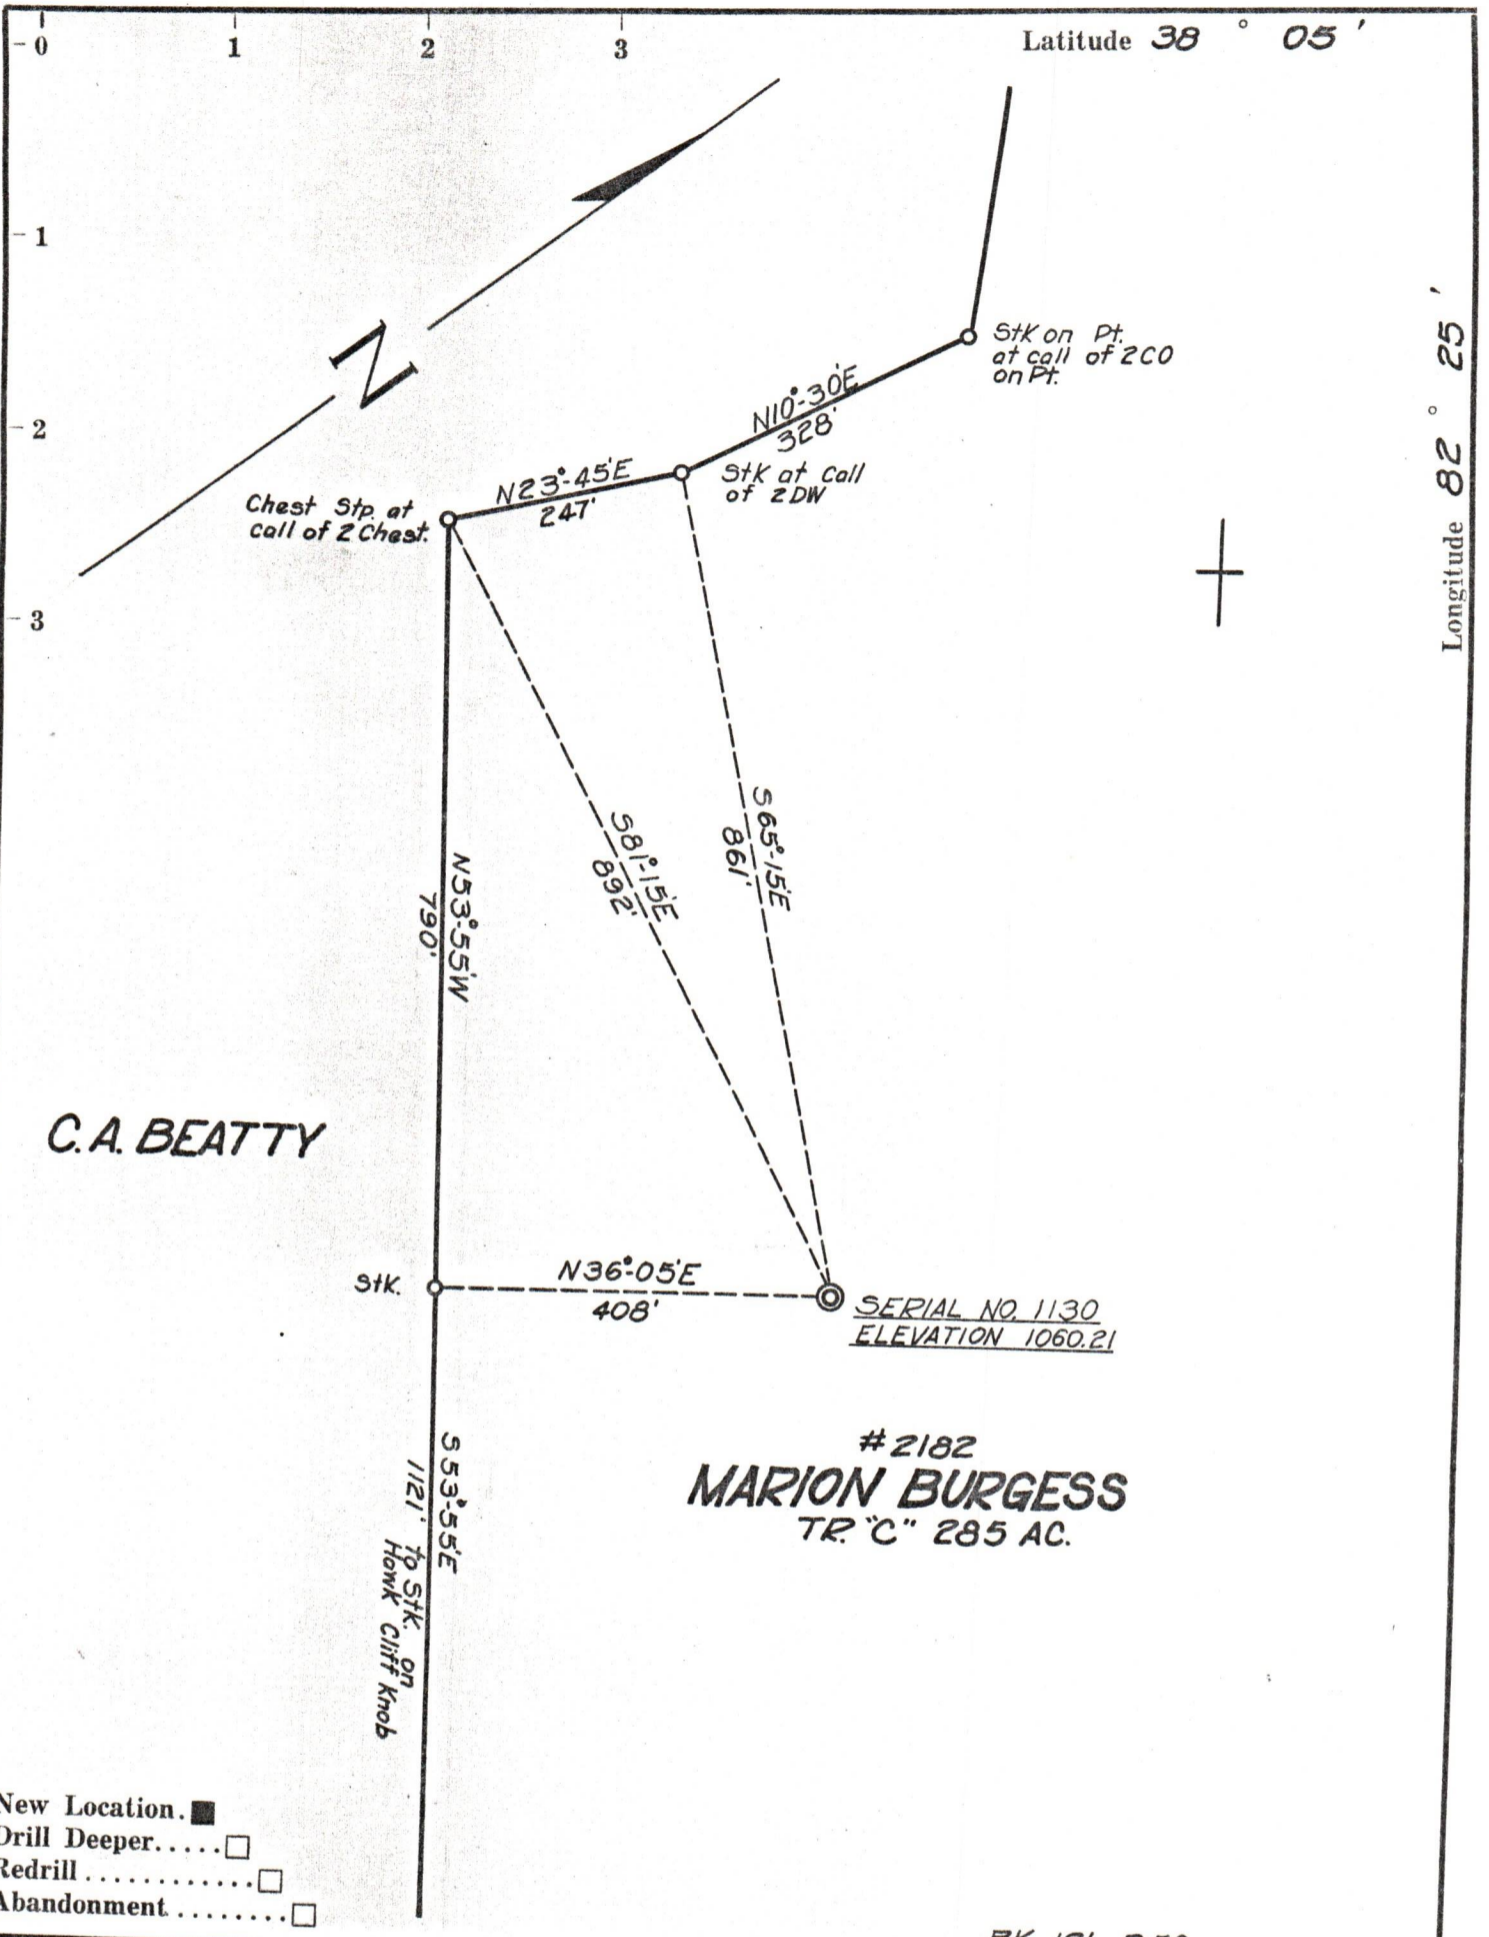 0 1 2 3
Latitude 38° 05'
1
2
3
Longitude 82° 25'
N
Stk on Pt.
at call of 2CO
on Pt.
N10°-30'E
328'
Stk at Call
of 2DW
N23°-45'E
247'
Chest Stp. at
call of 2 Chest.
S65°-15'E
861'
S81°-15'E
892'
N53°-55'W
790'
C.A. BEATTY
Stk.
N36°-05'E
408'
SERIAL NO. 1130
ELEVATION 1060.21
#2182
MARION BURGESS
TR. "C" 285 AC.
S53°-55'E
1121' to Stk. on
Hawk Cliff Knob
New Location. ■
Drill Deeper..... □
Redrill ............ □
Abandonment ........ □